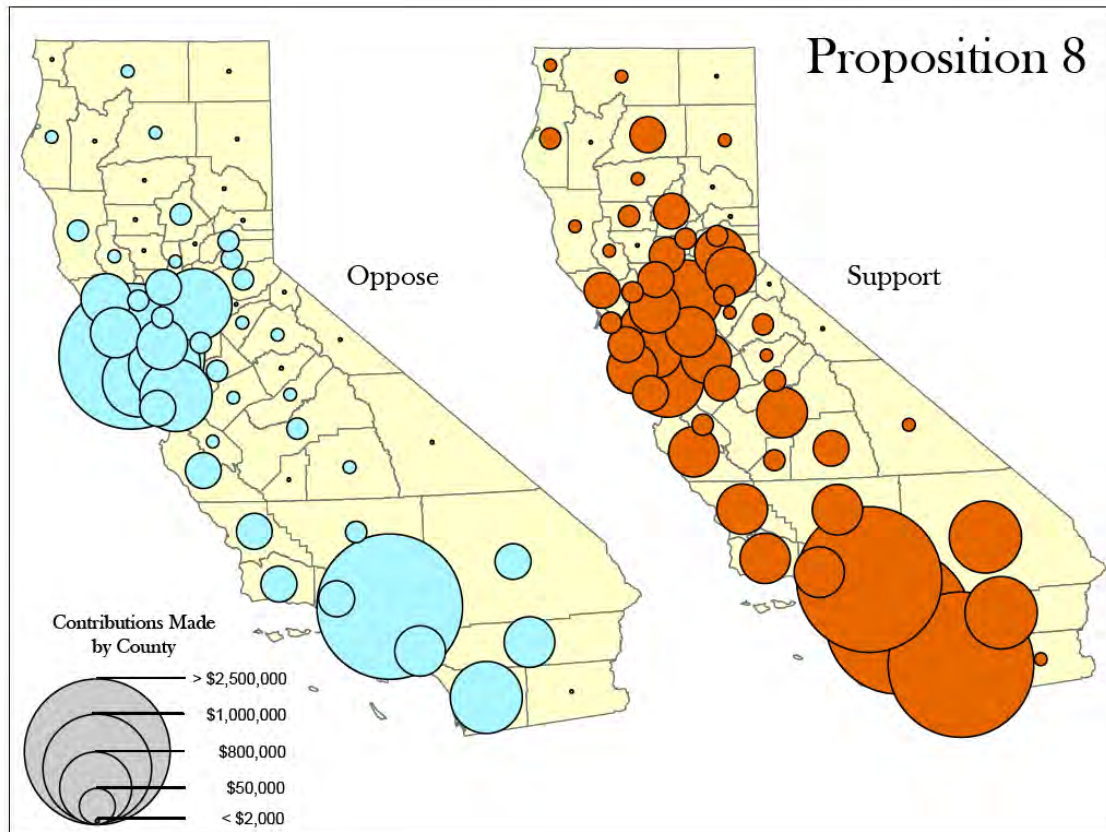 Proposition 8
Oppose
Support
Contributions Made
by County
> $2,500,000
$1,000,000
$800,000
$50,000
< $2,000